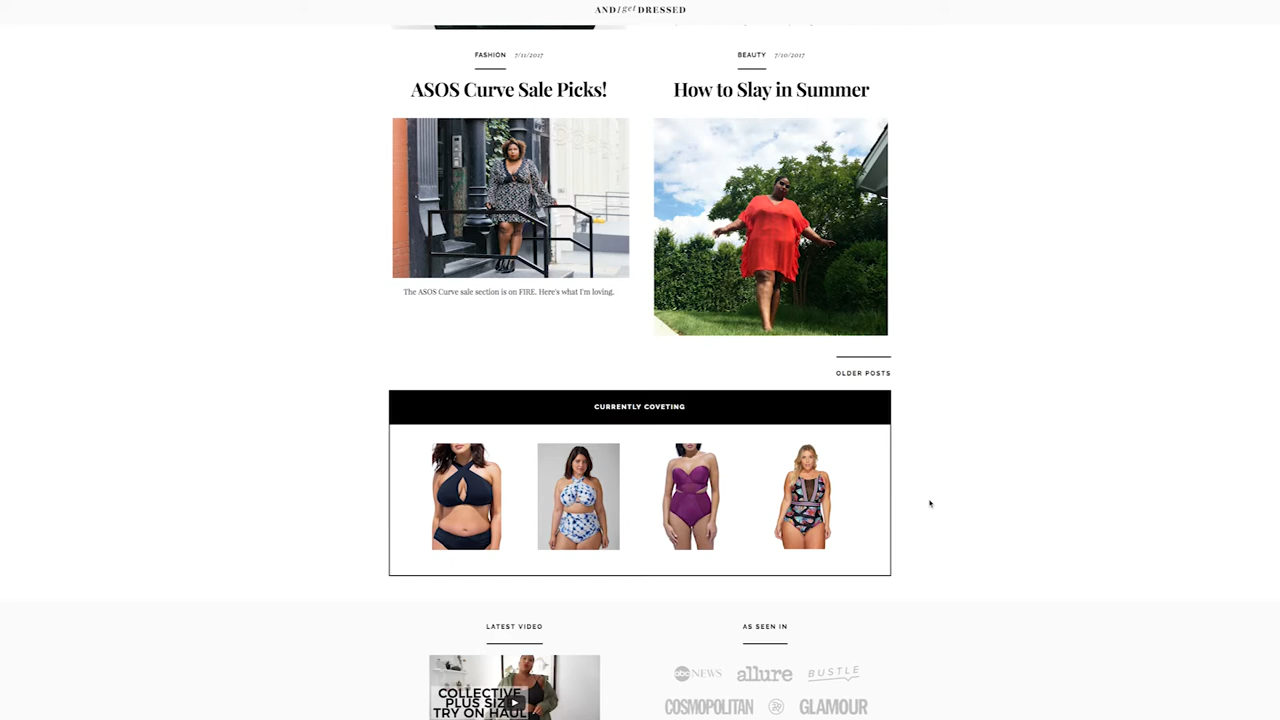 AND I get DRESSED
FASHION 7/11/2017
ASOS Curve Sale Picks!
The ASOS Curve sale section is on FIRE. Here's what I'm loving.
BEAUTY 7/10/2017
How to Slay in Summer
OLDER POSTS
CURRENTLY COVETING
LATEST VIDEO
COLLECTIVE
PLUS SIZE
TRY ON HAUL
AS SEEN IN
abc NEWS allure BUSTLE
COSMOPOLITAN GLAMOUR